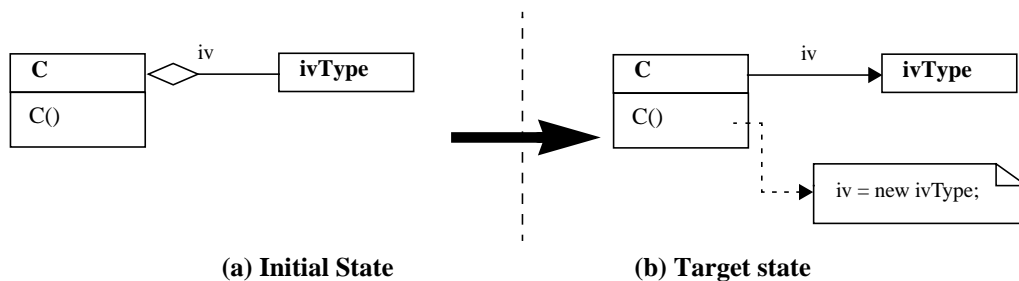 iv
C
ivType
C()
iv
C
ivType
C()
iv = new ivType;
(a) Initial State
(b) Target state